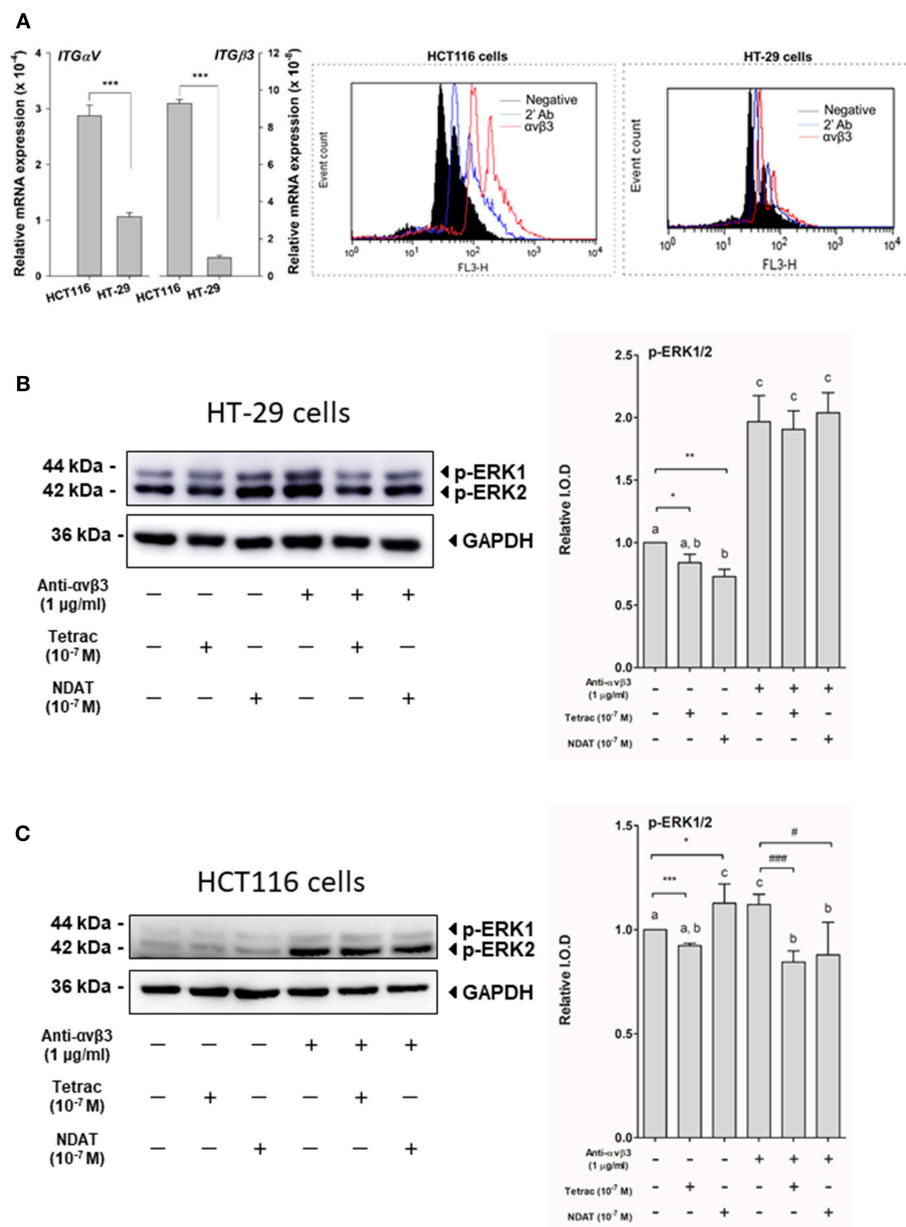 A
ITGαV
ITGβ3
Relative mRNA expression (x 10-4)
4
3
2
1
0
***
***
12
10
8
6
4
2
0
Relative mRNA expression (x 10-6)
HCT116
HT-29
HCT116
HT-29
HCT116 cells
Event count
Negative
2' Ab
αvβ3
100
101
102
103
104
FL3-H
HT-29 cells
Event count
Negative
2' Ab
αvβ3
100
101
102
103
104
FL3-H
B
HT-29 cells
44 kDa -
42 kDa -
36 kDa -
p-ERK1
p-ERK2
GAPDH
Anti-αvβ3
(1 µg/ml)
— — — + + +
Tetrac
(10-7 M)
— + — — + —
NDAT
(10-7 M)
— — + — — +
p-ERK1/2
Relative I.O.D
2.5
2.0
1.5
1.0
0.5
0.0
**
*
a
a, b
b
c
c
c
Anti-αvβ3
(1 µg/ml)
- - - + + +
Tetrac (10-7 M)
- + - - + -
NDAT (10-7 M)
- - + - - +
C
HCT116 cells
44 kDa -
42 kDa -
36 kDa -
p-ERK1
p-ERK2
GAPDH
Anti-αvβ3
(1 µg/ml)
— — — + + +
Tetrac
(10-7 M)
— + — — + —
NDAT
(10-7 M)
— — + — — +
p-ERK1/2
Relative I.O.D
1.5
1.0
0.5
0.0
*
***
#
###
a
a, b
c
c
b
b
Anti-αvβ3
(1 µg/ml)
- - - + + +
Tetrac (10-7 M)
- + - - + -
NDAT (10-7 M)
- - + - - +